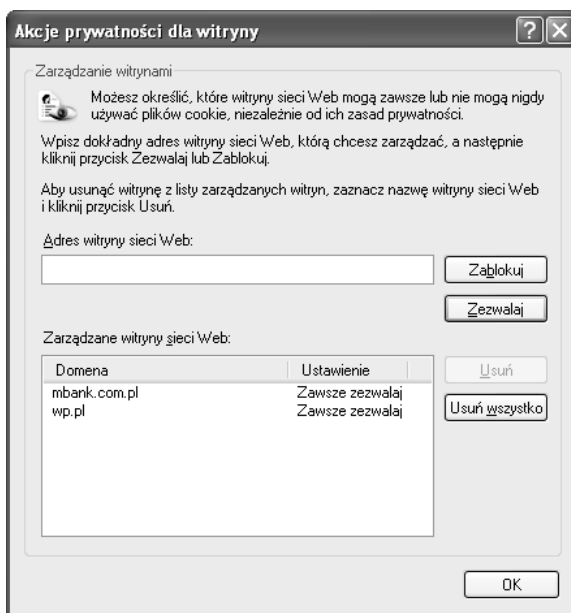 Akcje prywatności dla witryny
Zarządzanie witrynami
Możesz określić, które witryny sieci Web mogą zawsze lub nie mogą nigdy
używać plików cookie, niezależnie od ich zasad prywatności.
Wpisz dokładny adres witryny sieci Web, którą chcesz zarządzać, a następnie
kliknij przycisk Zezwalaj lub Zablokuj.
Aby usunąć witrynę z listy zarządzanych witryn, zaznacz nazwę witryny sieci Web
i kliknij przycisk Usuń.
Adres witryny sieci Web:
Zablokuj
Zezwalaj
Zarządzane witryny sieci Web:
Domena Ustawienie
Usuń
mbank.com.pl Zawsze zezwalaj
wp.pl Zawsze zezwalaj
Usuń wszystko
OK